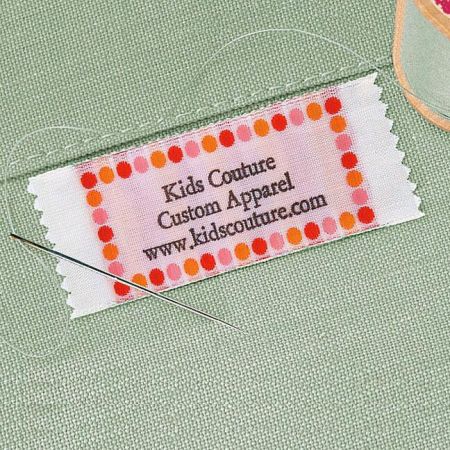 Kids Couture
Custom Apparel
www.kidscouture.com